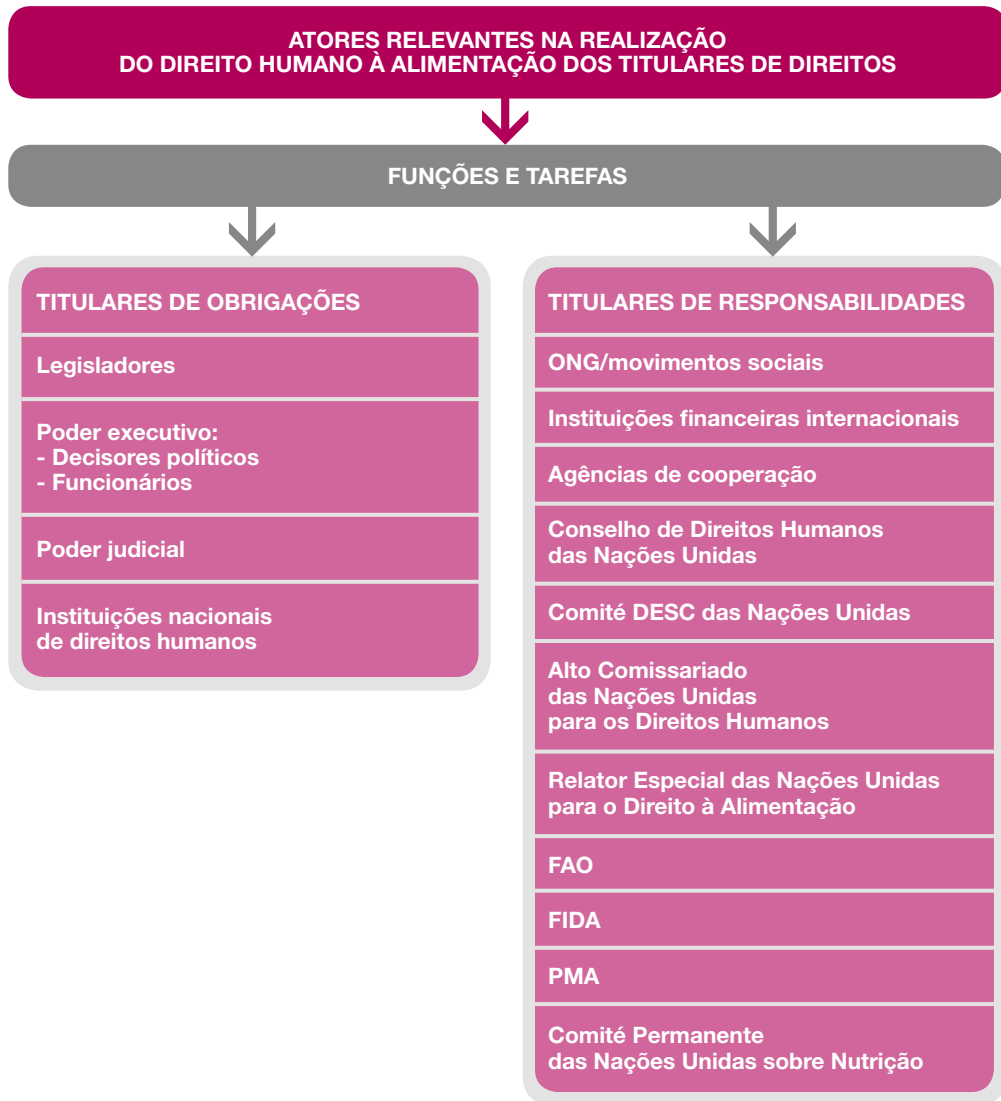 ATORES RELEVANTES NA REALIZAÇÃO
DO DIREITO HUMANO À ALIMENTAÇÃO DOS TITULARES DE DIREITOS
FUNÇÕES E TAREFAS
TITULARES DE OBRIGAÇÕES
Legisladores
Poder executivo:
- Decisores políticos
- Funcionários
Poder judicial
Instituições nacionais
de direitos humanos
TITULARES DE RESPONSABILIDADES
ONG/movimentos sociais
Instituições financeiras internacionais
Agências de cooperação
Conselho de Direitos Humanos
das Nações Unidas
Comité DESC das Nações Unidas
Alto Comissariado
das Nações Unidas
para os Direitos Humanos
Relator Especial das Nações Unidas
para o Direito à Alimentação
FAO
FIDA
PMA
Comité Permanente
das Nações Unidas sobre Nutrição